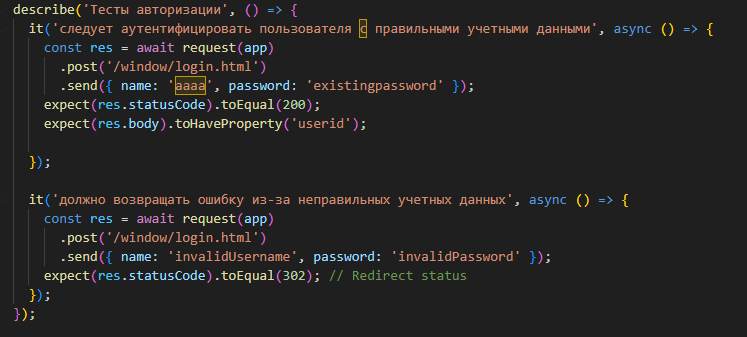 describe('Тесты авторизации', () => {
it('следует аутентифицировать пользователя с правильными учетными данными', async () => {
const res = await request(app)
.post('/window/login.html')
.send({ name: 'аааа', password: 'existingpassword' });
expect(res.statusCode).toEqual(200);
expect(res.body).toHaveProperty('userid');
});
it('должно возвращать ошибку из-за неправильных учетных данных', async () => {
const res = await request(app)
.post('/window/login.html')
.send({ name: 'invalidUsername', password: 'invalidPassword' });
expect(res.statusCode).toEqual(302); // Redirect status
});
});